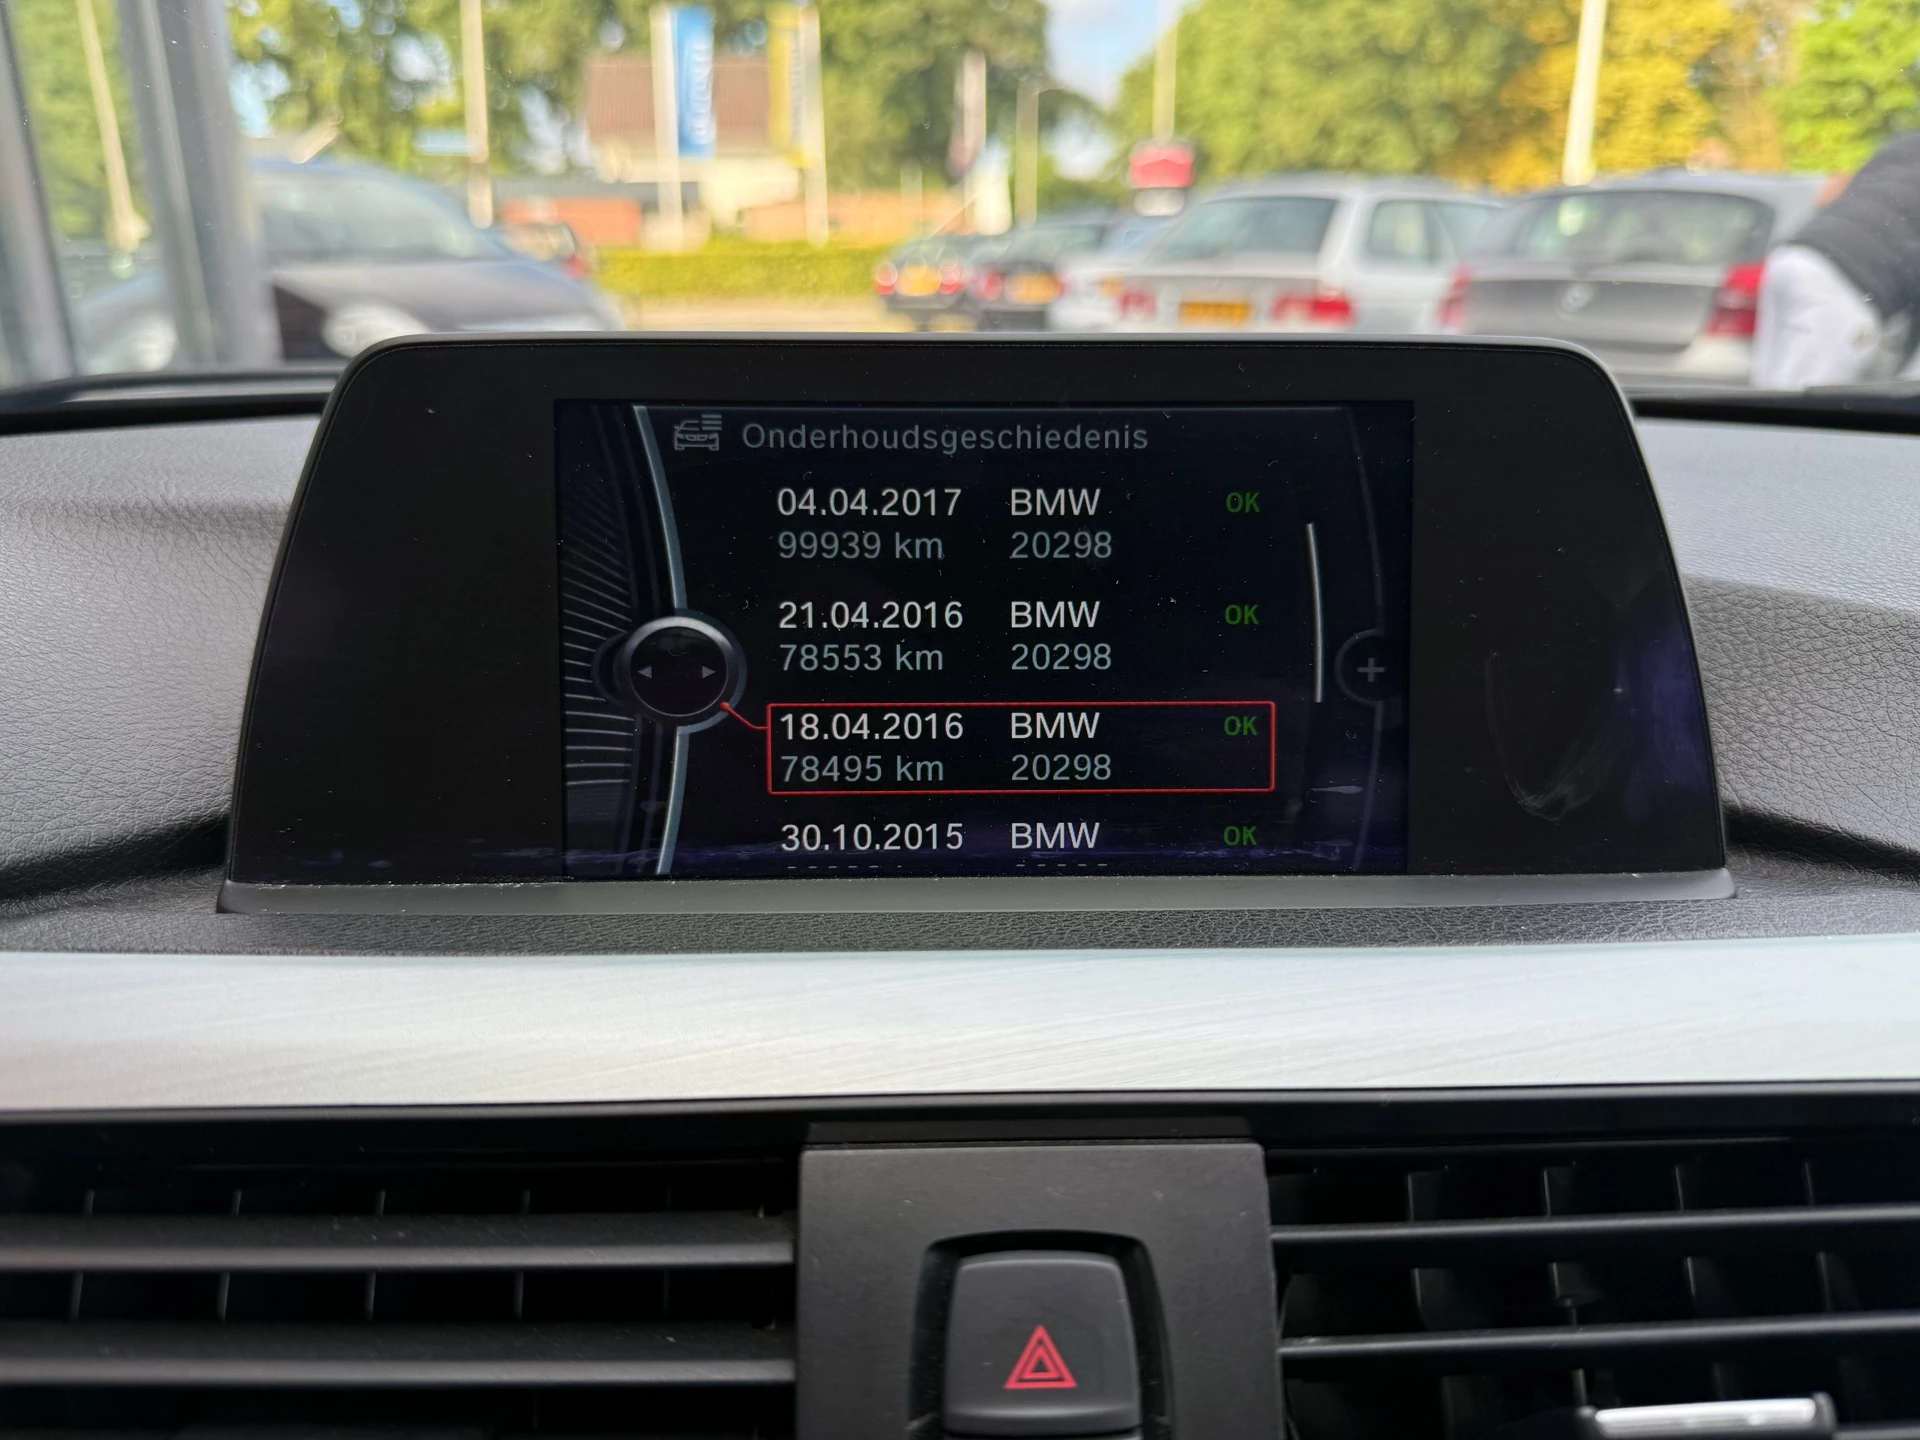 Onderhoudsgeschiedenis
04.04.2017 BMW OK
99939 km 20298
21.04.2016 BMW OK
78553 km 20298
18.04.2016 BMW OK
78495 km 20298
30.10.2015 BMW OK